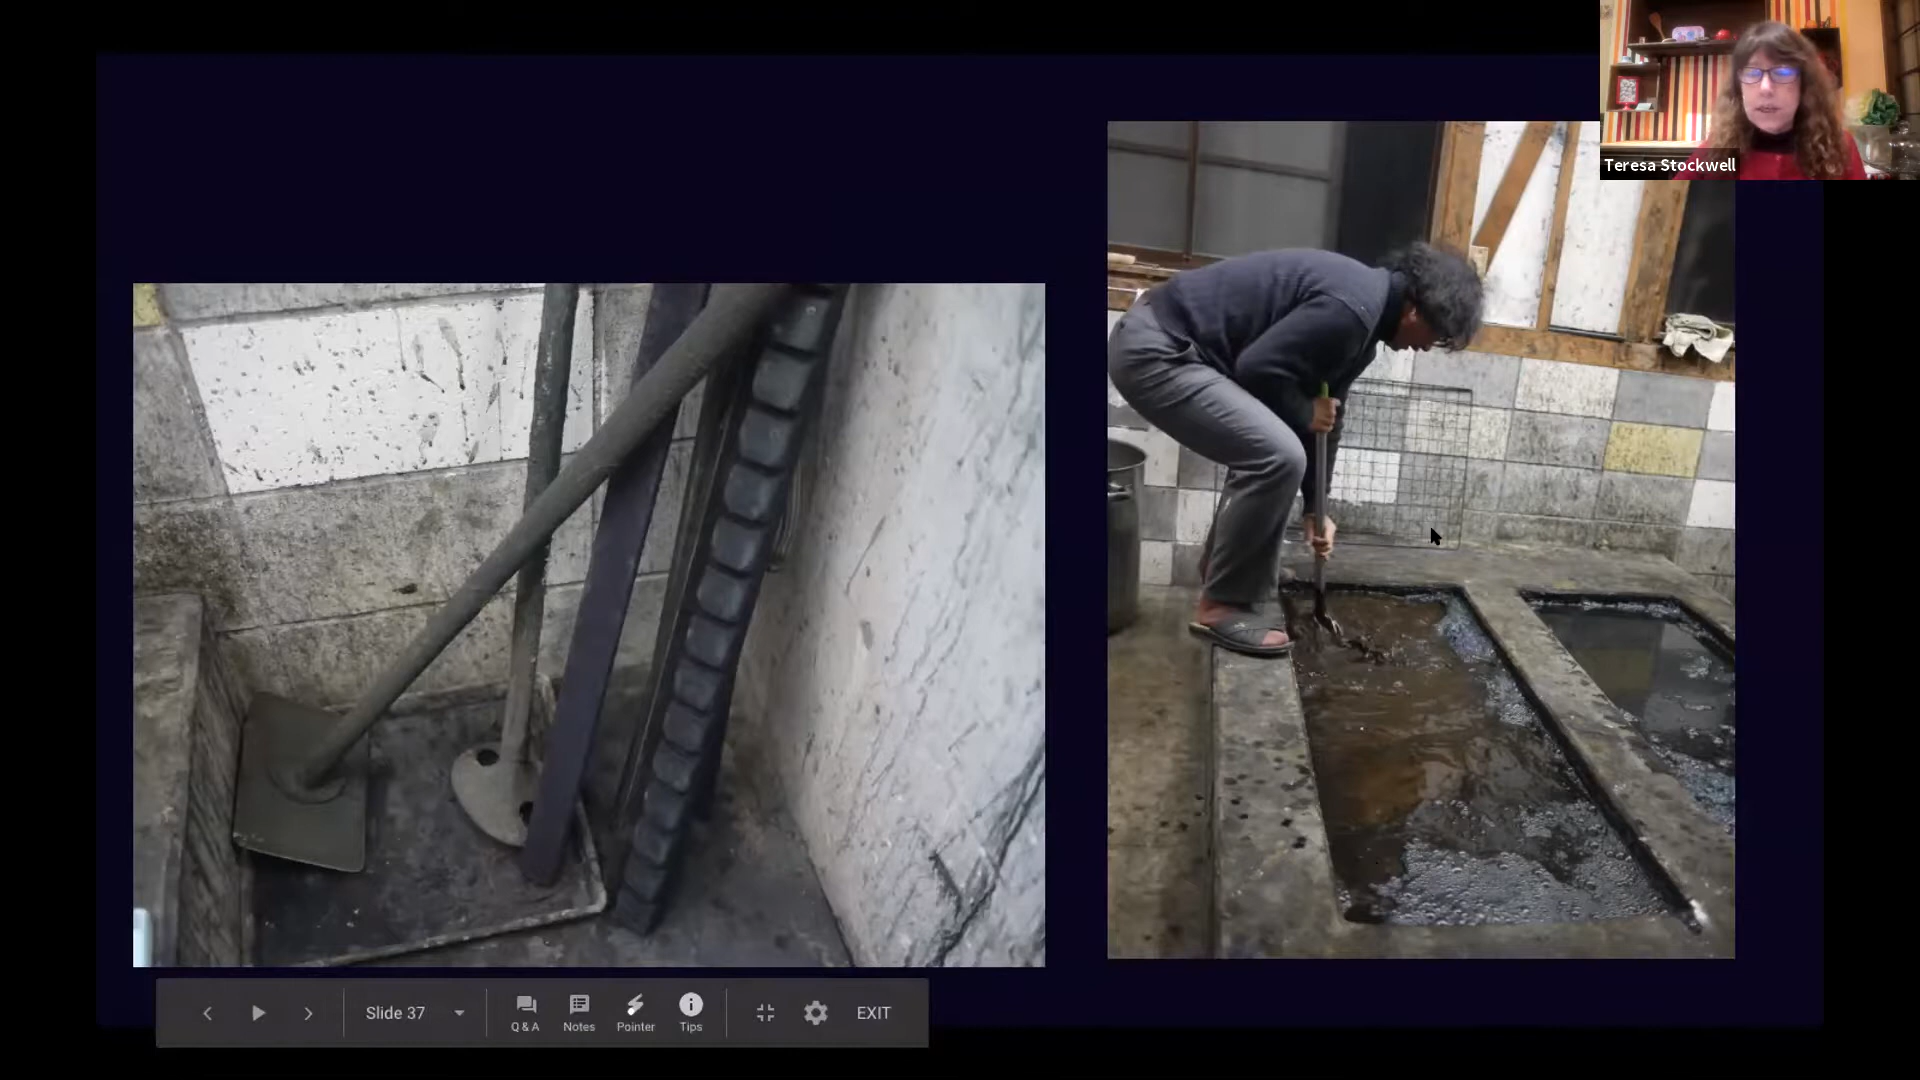 Teresa Stockwell
Slide 37
Q & A
Notes
Pointer
Tips
EXIT